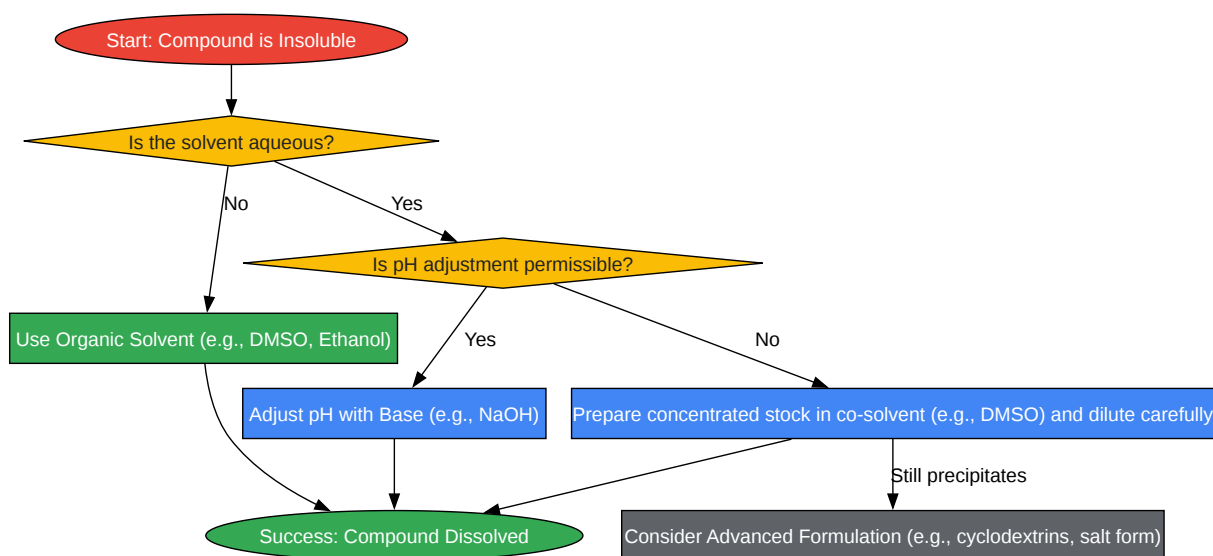 Start: Compound is Insoluble
Is the solvent aqueous?
No
Yes
Is pH adjustment permissible?
Use Organic Solvent (e.g., DMSO, Ethanol)
Yes
No
Adjust pH with Base (e.g., NaOH)
Prepare concentrated stock in co-solvent (e.g., DMSO) and dilute carefully
Still precipitates
Success: Compound Dissolved
Consider Advanced Formulation (e.g., cyclodextrins, salt form)